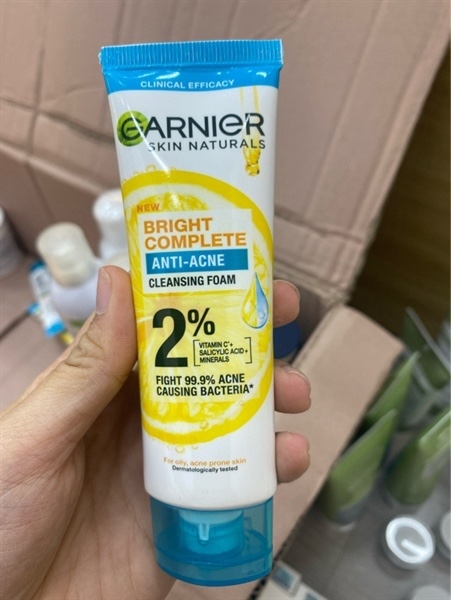 CLINICAL EFFICACY
GARNIER
SKIN NATURALS
NEW
BRIGHT
COMPLETE
ANTI-ACNE
CLEANSING FOAM
2%
[VITAMIN C*+
SALICYLIC ACID+
MINERALS]
FIGHT 99.9% ACNE
CAUSING BACTERIA*
For oily, acne prone skin
Dermatologically tested